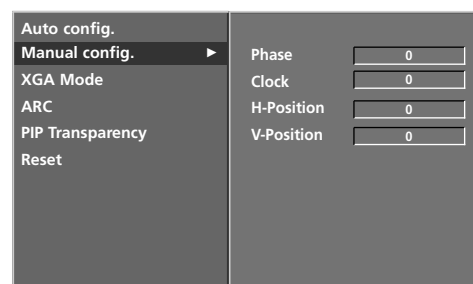 Auto config.
Manual config. ►
XGA Mode
ARC
PIP Transparency
Reset
Phase 0
Clock 0
H-Position 0
V-Position 0